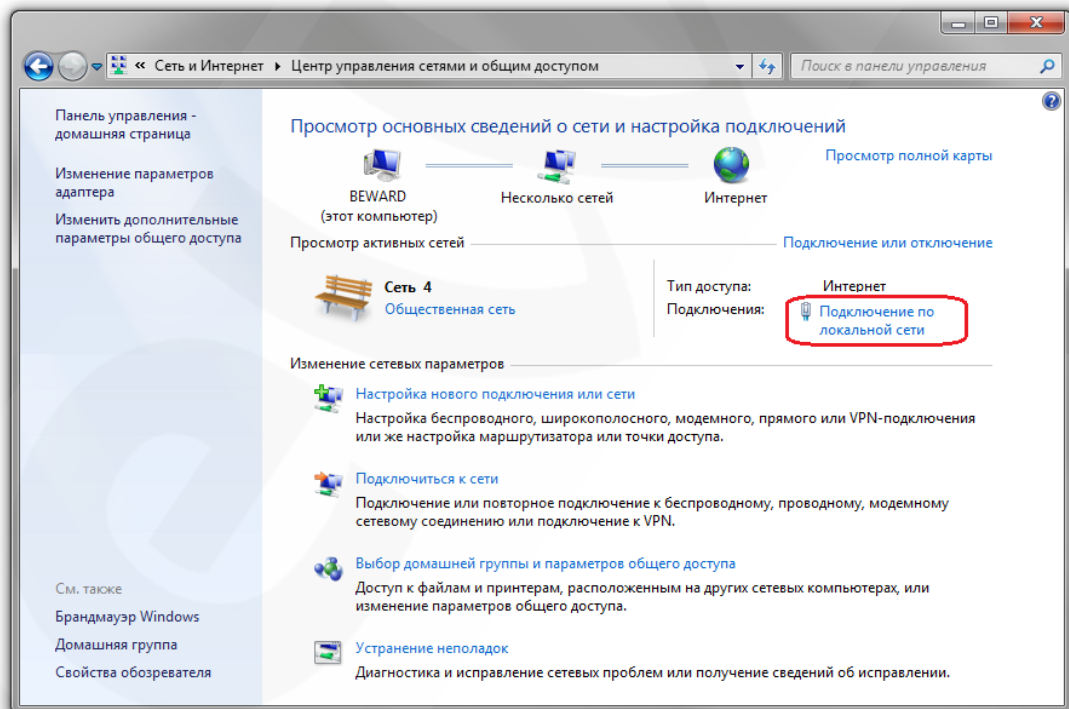 « Сеть и Интернет ▸ Центр управления сетями и общим доступом
Поиск в панели управления
Панель управления -
домашняя страница
Изменение параметров
адаптера
Изменить дополнительные
параметры общего доступа
См. также
Брандмауэр Windows
Домашняя группа
Свойства обозревателя
Просмотр основных сведений о сети и настройка подключений
Просмотр полной карты
BEWARD
(этот компьютер)
Несколько сетей
Интернет
Просмотр активных сетей
Подключение или отключение
Сеть 4
Общественная сеть
Тип доступа: Интернет
Подключения: Подключение по
локальной сети
Изменение сетевых параметров
Настройка нового подключения или сети
Настройка беспроводного, широкополосного, модемного, прямого или VPN-подключения
или же настройка маршрутизатора или точки доступа.
Подключиться к сети
Подключение или повторное подключение к беспроводному, проводному, модемному
сетевому соединению или подключение к VPN.
Выбор домашней группы и параметров общего доступа
Доступ к файлам и принтерам, расположенным на других сетевых компьютерах, или
изменение параметров общего доступа.
Устранение неполадок
Диагностика и исправление сетевых проблем или получение сведений об исправлении.